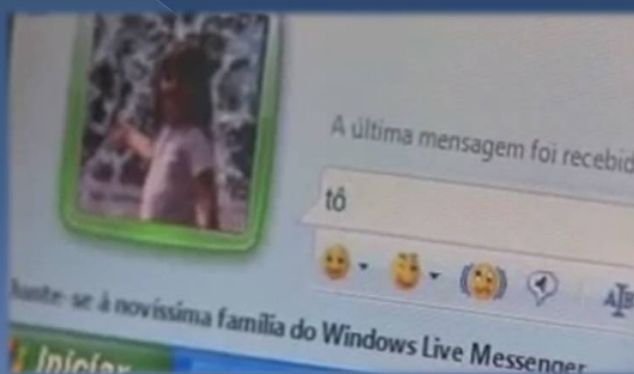 A última mensagem foi recebid
tô
Junte-se à novíssima família do Windows Live Messenger
Iniciar